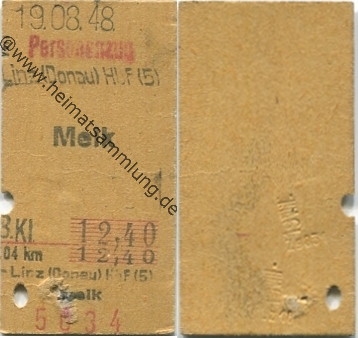 19.08.48
Personenzug
Linz (Donau) Hbf (5)
Melk
3.Kl. 12,40
104 km 12,40
Linz (Donau) Hbf (5)
Melk
5634
@www.heimatsammlung.de